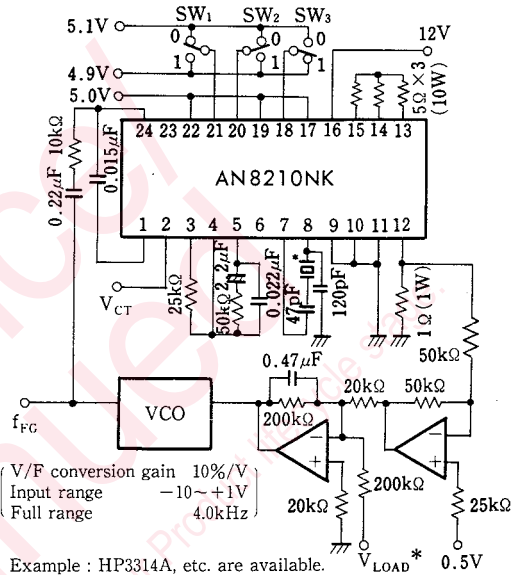 SW1 SW2 SW3
5.1V
0 0 0
1 1 1
4.9V
5.0V
12V
5Ω×3
(10W)
24 23 22 21 20 19 18 17 16 15 14 13
10kΩ
0.22μF
0.015μF
AN8210NK
1 2 3 4 5 6 7 8 9 10 11 12
VCT
25kΩ
50kΩ
2.2μF
0.022μF
47pF
*
120pF
1Ω (1W)
50kΩ
0.47μF
200kΩ
20kΩ
50kΩ
fFG
VCO
−
+
−
+
20kΩ
200kΩ
25kΩ
VLOAD*
0.5V
V/F conversion gain 10%/V
Input range −10~+1V
Full range 4.0kHz
Example : HP3314A, etc. are available.